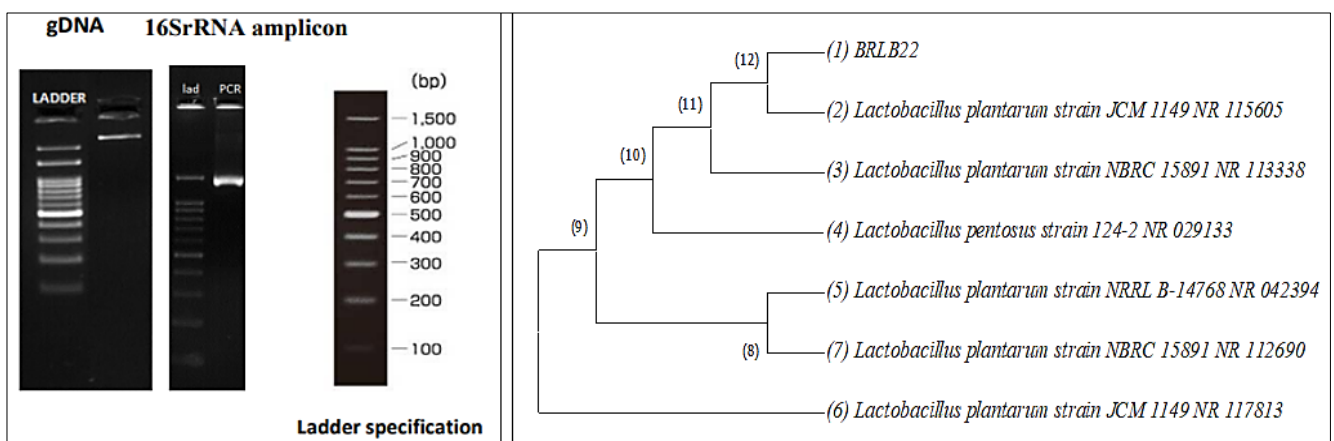 gDNA
16SrRNA amplicon
LADDER
lad
PCR
(bp)
1,500
1,000
900
800
700
600
500
400
300
200
100
Ladder specification
(1) BRLB22
(12)
(2) Lactobacillus plantarum strain JCM 1149 NR 115605
(11)
(3) Lactobacillus plantarum strain NBRC 15891 NR 113338
(10)
(4) Lactobacillus pentosus strain 124-2 NR 029133
(9)
(5) Lactobacillus plantarum strain NRRL B-14768 NR 042394
(8)
(7) Lactobacillus plantarum strain NBRC 15891 NR 112690
(6) Lactobacillus plantarum strain JCM 1149 NR 117813